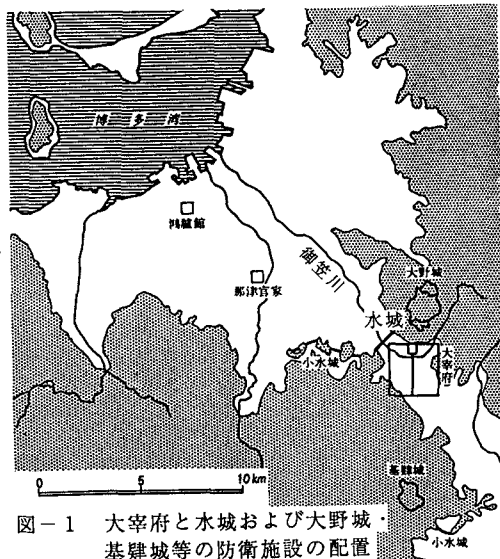 博多湾
鴻臚館
那津官家
御笠川
大野城
水城
大宰府
小水城
基肄城
小水城
0 5 10km
図-1 大宰府と水城および大野城・
基肄城等の防衛施設の配置